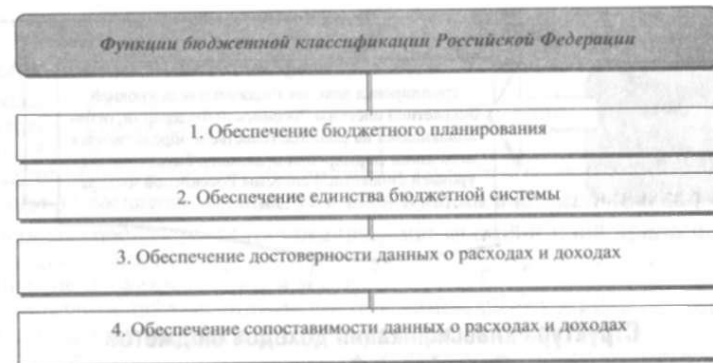 Функции бюджетной классификации Российской Федерации
1. Обеспечение бюджетного планирования
2. Обеспечение единства бюджетной системы
3. Обеспечение достоверности данных о расходах и доходах
4. Обеспечение сопоставимости данных о расходах и доходах